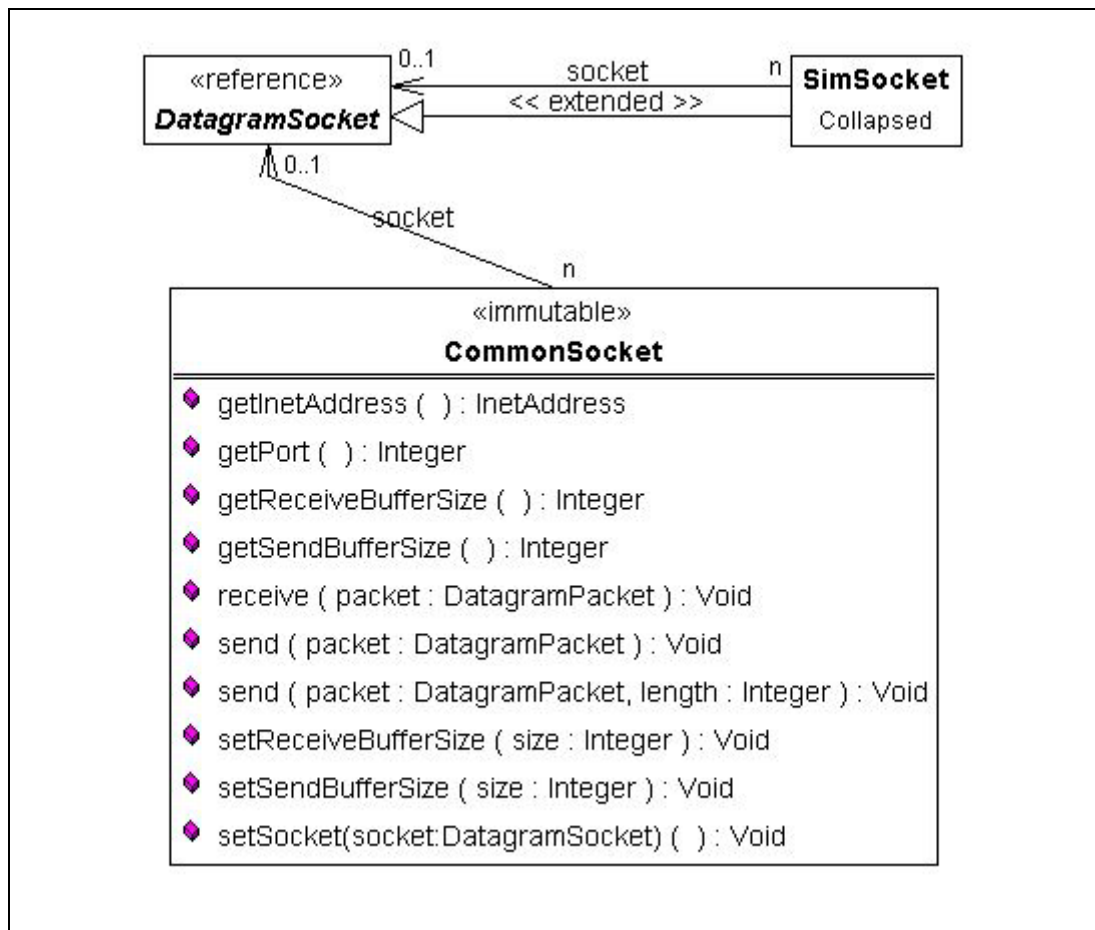 0..1
socket
n
«reference»
DatagramSocket
<< extended >>
SimSocket
Collapsed
0..1
socket
n
«immutable»
CommonSocket
getInetAddress ( ) : InetAddress
getPort ( ) : Integer
getReceiveBufferSize ( ) : Integer
getSendBufferSize ( ) : Integer
receive ( packet : DatagramPacket ) : Void
send ( packet : DatagramPacket ) : Void
send ( packet : DatagramPacket, length : Integer ) : Void
setReceiveBufferSize ( size : Integer ) : Void
setSendBufferSize ( size : Integer ) : Void
setSocket(socket:DatagramSocket) ( ) : Void